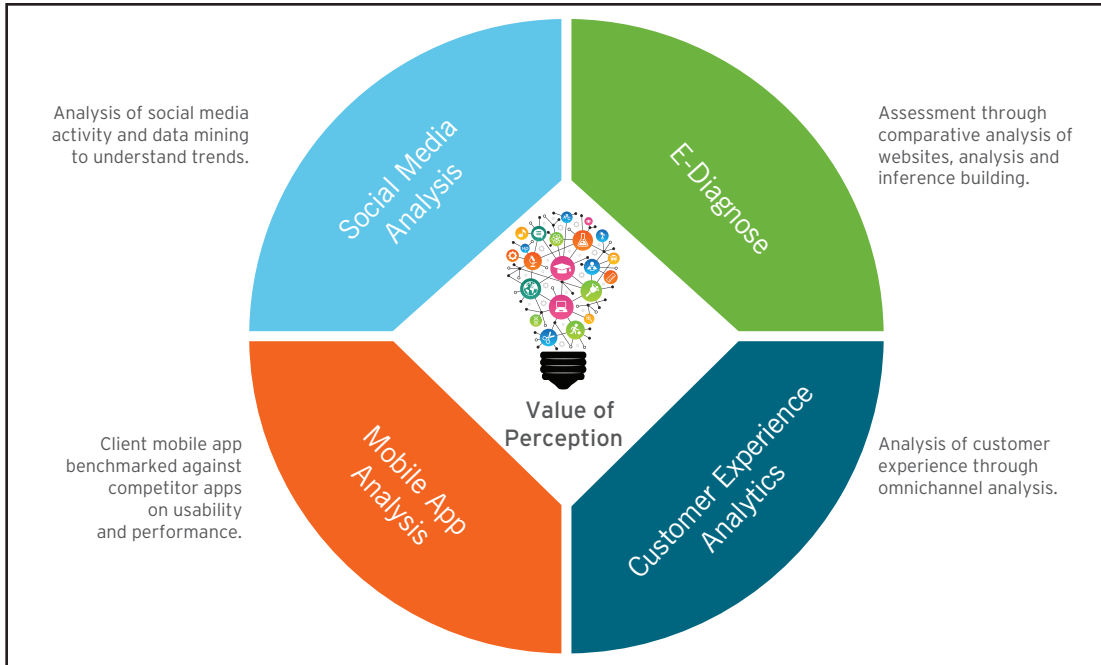 Analysis of social media
activity and data mining
to understand trends.
Social Media
Analysis
E-Diagnose
Assessment through
comparative analysis of
websites, analysis and
inference building.
Value of
Perception
Client mobile app
benchmarked against
competitor apps
on usability
and performance.
Mobile App
Analysis
Customer Experience
Analytics
Analysis of customer
experience through
omnichannel analysis.